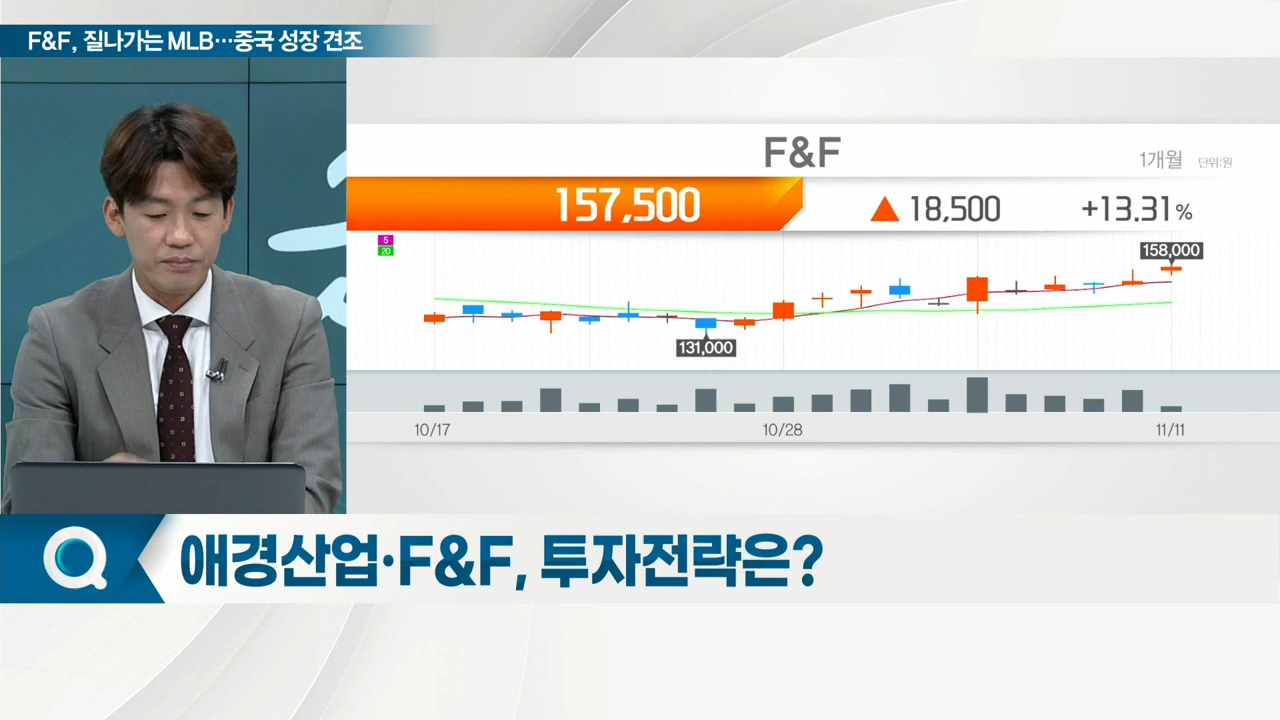 F&F, 질나가는 MLB…중국 성장 견조
F&F
1개월 단위:원
157,500 ▲ 18,500 +13.31%
5
20
158,000
131,000
10/17 10/28 11/11
애경산업·F&F, 투자전략은?